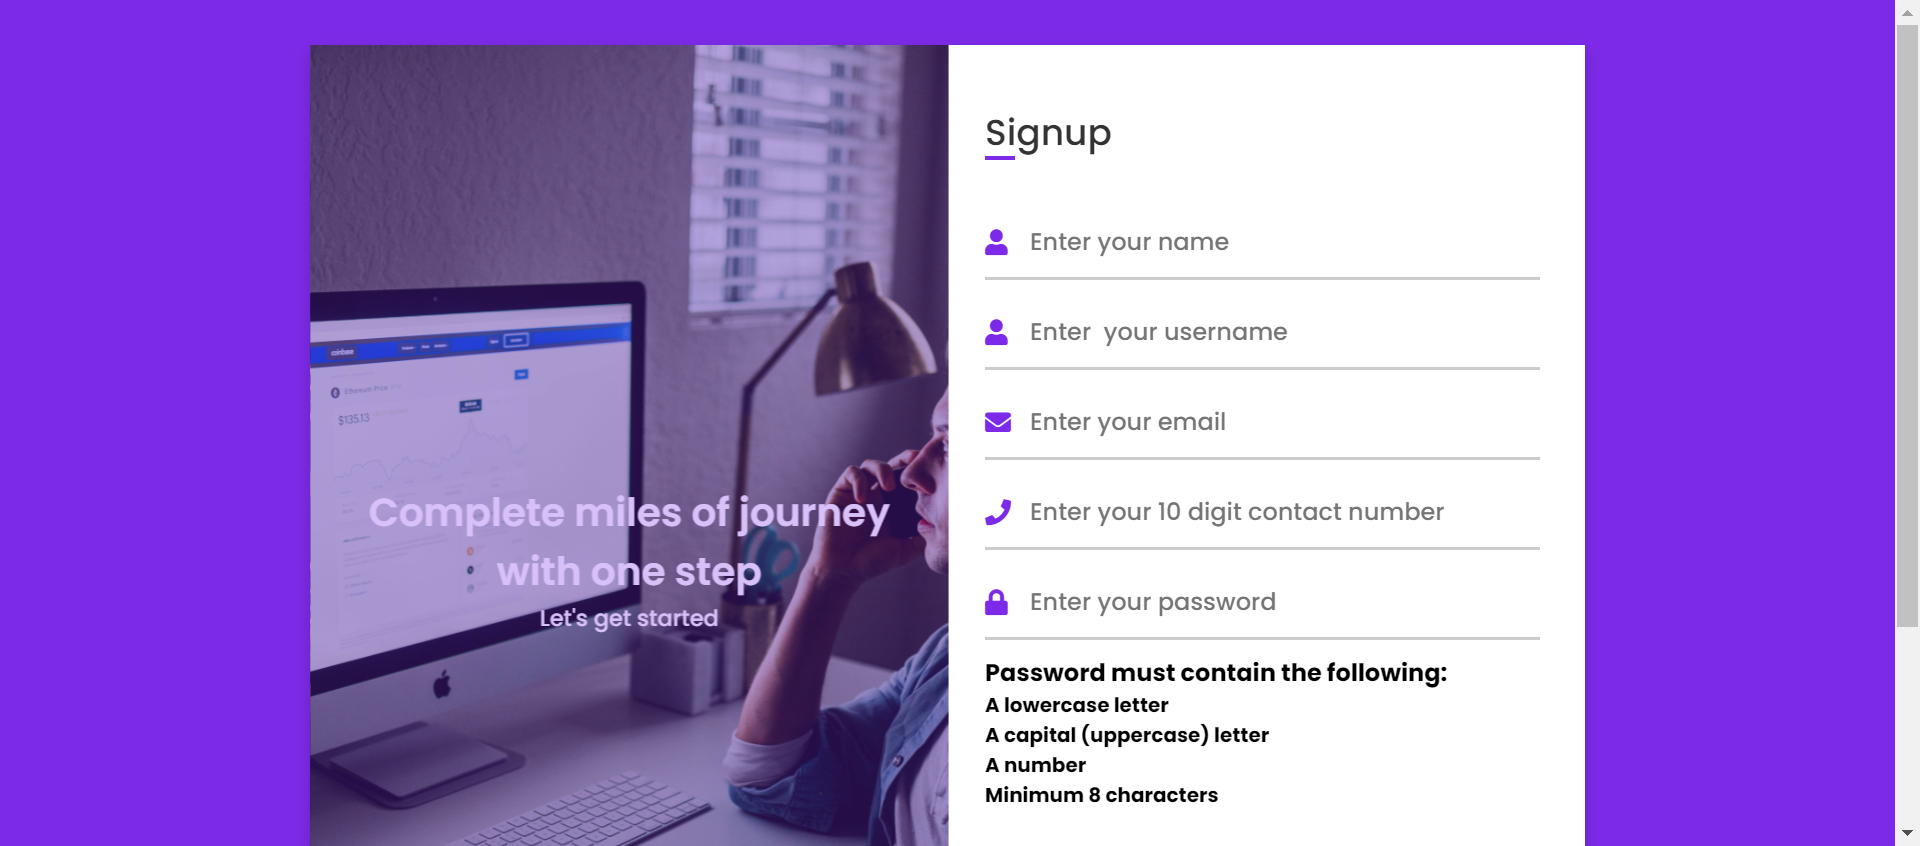 Signup
Enter your name
Enter  your username
Enter your email
Enter your 10 digit contact number
Enter your password
Password must contain the following:
A lowercase letter
A capital (uppercase) letter
A number
Minimum 8 characters
Complete miles of journey
with one step
Let's get started
coinbase
Ethereum Price
$135.13